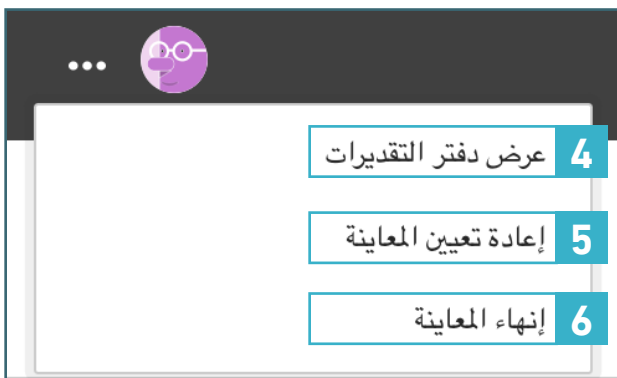 ...
4 عرض دفتر التقديرات
5 إعادة تعيين المعاينة
6 إنهاء المعاينة